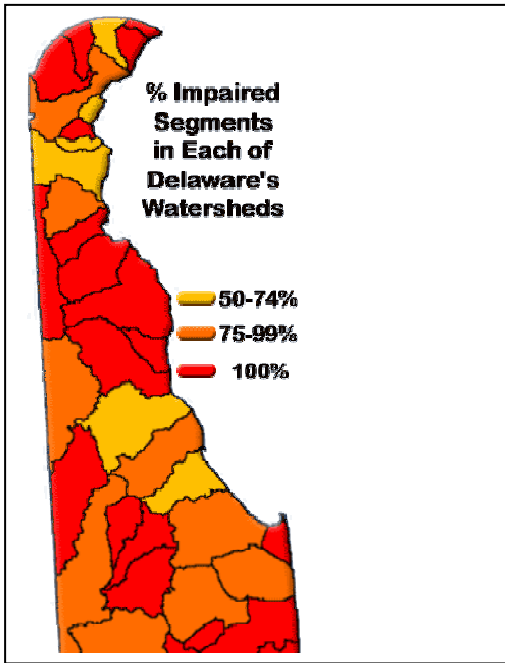 % Impaired
Segments
in Each of
Delaware's
Watersheds
50-74%
75-99%
100%